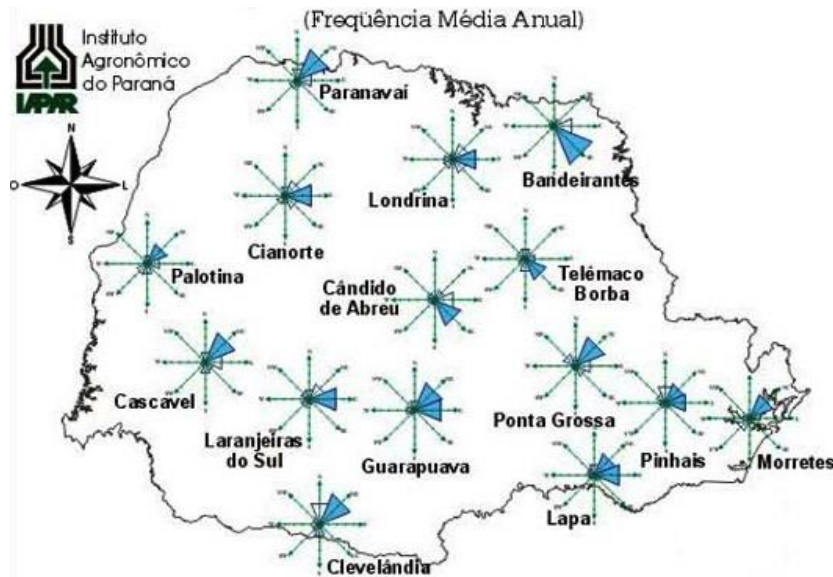 (Freqüência Média Anual)
Instituto
Agronômico
do Paraná
IAPAR
N
O
L
S
Paranavaí
Bandeirantes
Londrina
Cianorte
Palotina
Telêmaco
Borba
Cândido
de Abreu
Cascavel
Laranjeiras
do Sul
Guarapuava
Ponta Grossa
Pinhais
Morretes
Lapa
Clevelândia